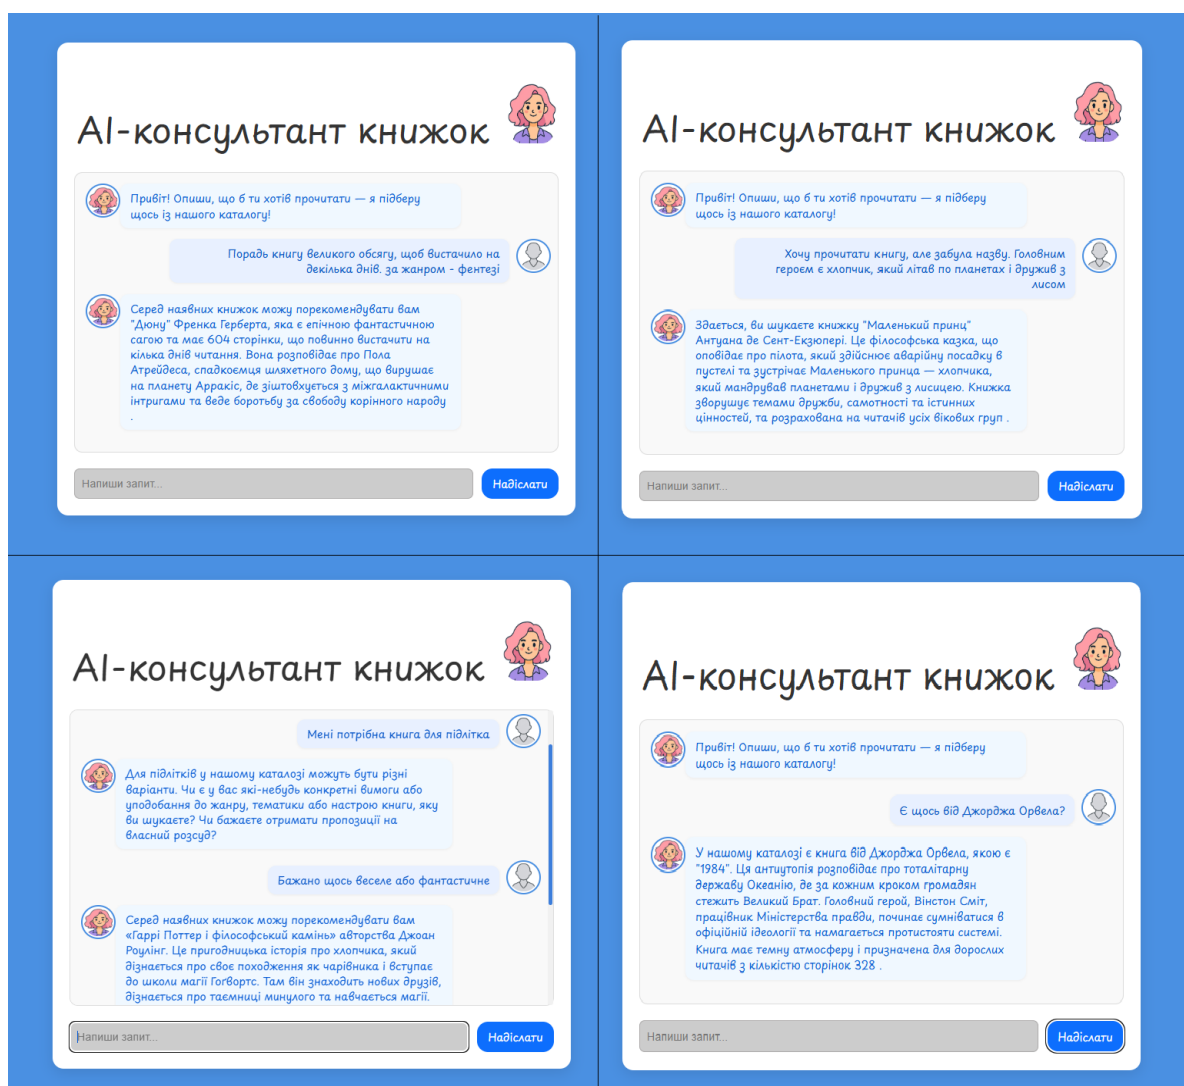 AI-консультант книжок
Привіт! Опиши, що б ти хотів прочитати — я підберу
щось із нашого каталогу!
Порадь книгу великого обсягу, щоб вистачило на
декілька днів. за жанром - фентезі
Серед наявних книжок можу порекомендувати вам
"Дюну" Френка Герберта, яка є епічною фантастичною
сагою та має 604 сторінки, що повинно вистачити на
кілька днів читання. Вона розповідає про Пола
Атрейдеса, спадкоємця шляхетного дому, що вирушає
на планету Арракіс, де зіштовхується з міжгалактичними
інтригами та веде боротьбу за свободу корінного народу
.
Напиши запит...
Надіслати
AI-консультант книжок
Привіт! Опиши, що б ти хотів прочитати — я підберу
щось із нашого каталогу!
Хочу прочитати книгу, але забула назву. Головним
героєм є хлопчик, який літав по планетах і дружив з
лисом
Здається, ви шукаєте книжку "Маленький принц"
Антуана де Сент-Екзюпері. Це філософська казка, що
оповідає про пілота, який здійснює аварійну посадку в
пустелі та зустрічає Маленького принца — хлопчика,
який мандрував планетами і дружив з лисицею. Книжка
зворушує темами дружби, самотності та істинних
цінностей, та розрахована на читачів усіх вікових груп .
Напиши запит...
Надіслати
AI-консультант книжок
Мені потрібна книга для підлітка
Для підлітків у нашому каталозі можуть бути різні
варіанти. Чи є у вас які-небудь конкретні вимоги або
уподобання до жанру, тематики або настрою книги, яку
ви шукаєте? Чи бажаєте отримати пропозиції на
власний розсуд?
Бажано щось веселе або фантастичне
Серед наявних книжок можу порекомендувати вам
«Гаррі Поттер і філософський камінь» авторства Джоан
Роулінг. Це пригодницька історія про хлопчика, який
дізнається про своє походження як чарівника і вступає
до школи магії Гоґвортс. Там він знаходить нових друзів,
дізнається про таємниці минулого та навчається магії.
Напиши запит...
Надіслати
AI-консультант книжок
Привіт! Опиши, що б ти хотів прочитати — я підберу
щось із нашого каталогу!
Є щось від Джорджа Орвела?
У нашому каталозі є книга від Джорджа Орвела, якою є
"1984". Ця антиутопія розповідає про тоталітарну
державу Океанію, де за кожним кроком громадян
стежить Великий Брат. Головний герой, Вінстон Сміт,
працівник Міністерства правди, починає сумніватися в
офіційній ідеології та намагається протистояти системі.
Книга має темну атмосферу і призначена для дорослих
читачів з кількістю сторінок 328 .
Напиши запит...
Надіслати